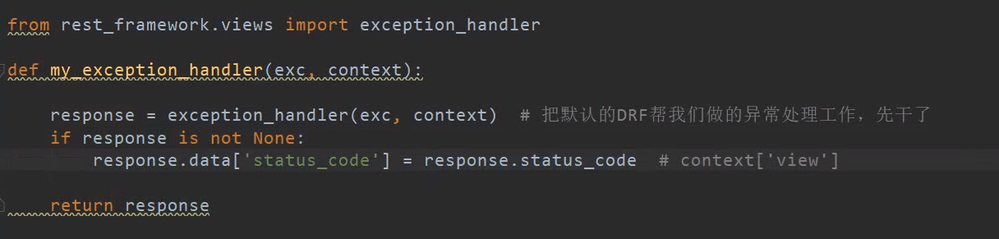 from rest_framework.views import exception_handler
def my_exception_handler(exc, context):
    response = exception_handler(exc, context)  # 把默认的DRF帮我们做的异常处理工作，先干了
    if response is not None:
        response.data['status_code'] = response.status_code  # context['view']
    return response